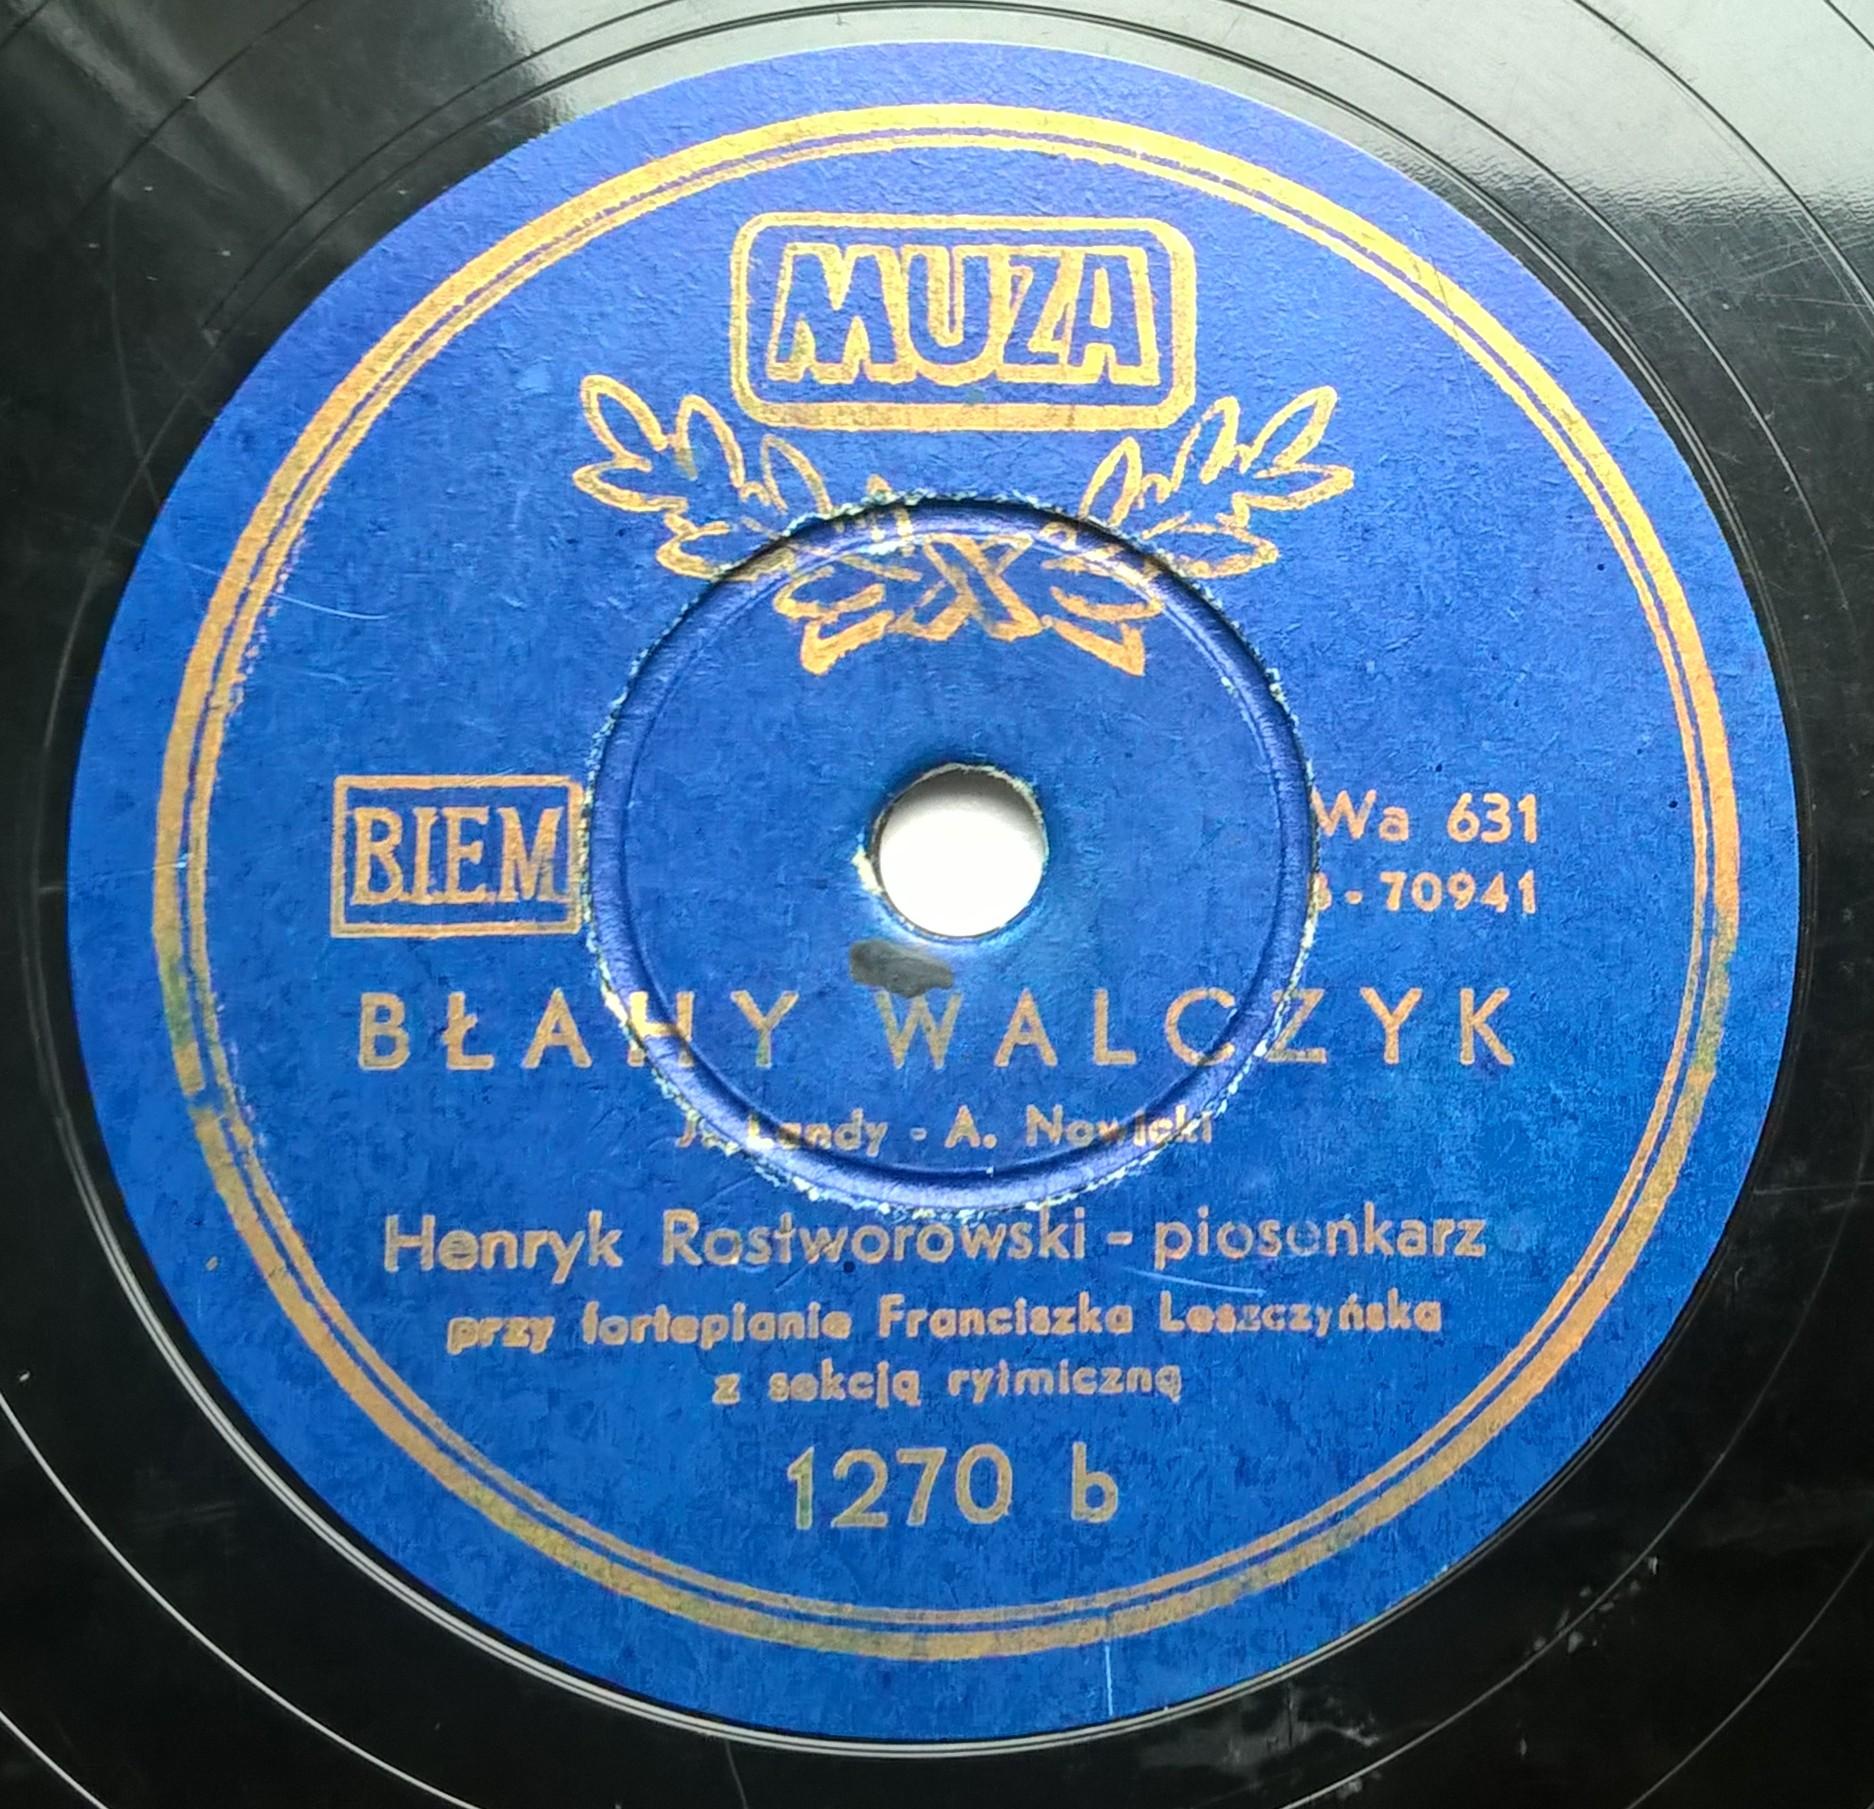 MUZA
B.I.E.M
Wa 631
- 70941
BŁAHY WALCZYK
J. Landy - A. Nowicki
Henryk Rostworowski - piosenkarz
przy fortepianie Franciszka Leszczyńska
z sekcją rytmiczną
1270 b